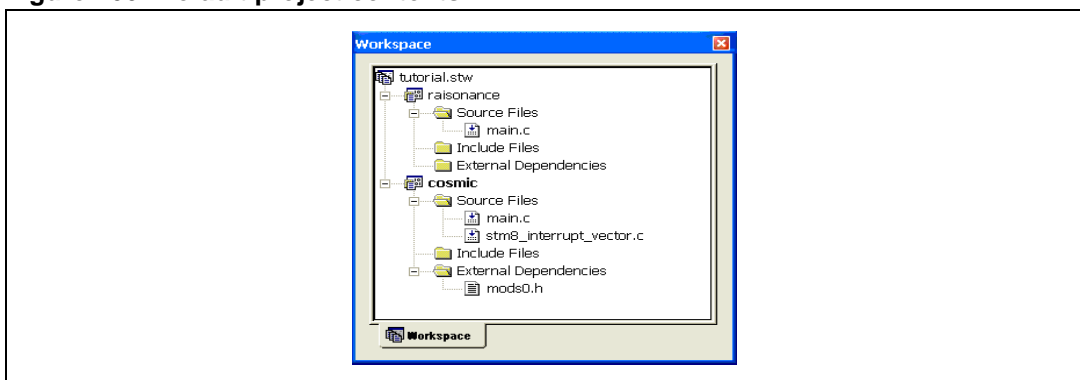 Workspace
tutorial.stw
raisonance
Source Files
main.c
Include Files
External Dependencies
cosmic
Source Files
main.c
stm8_interrupt_vector.c
Include Files
External Dependencies
mods0.h
Workspace